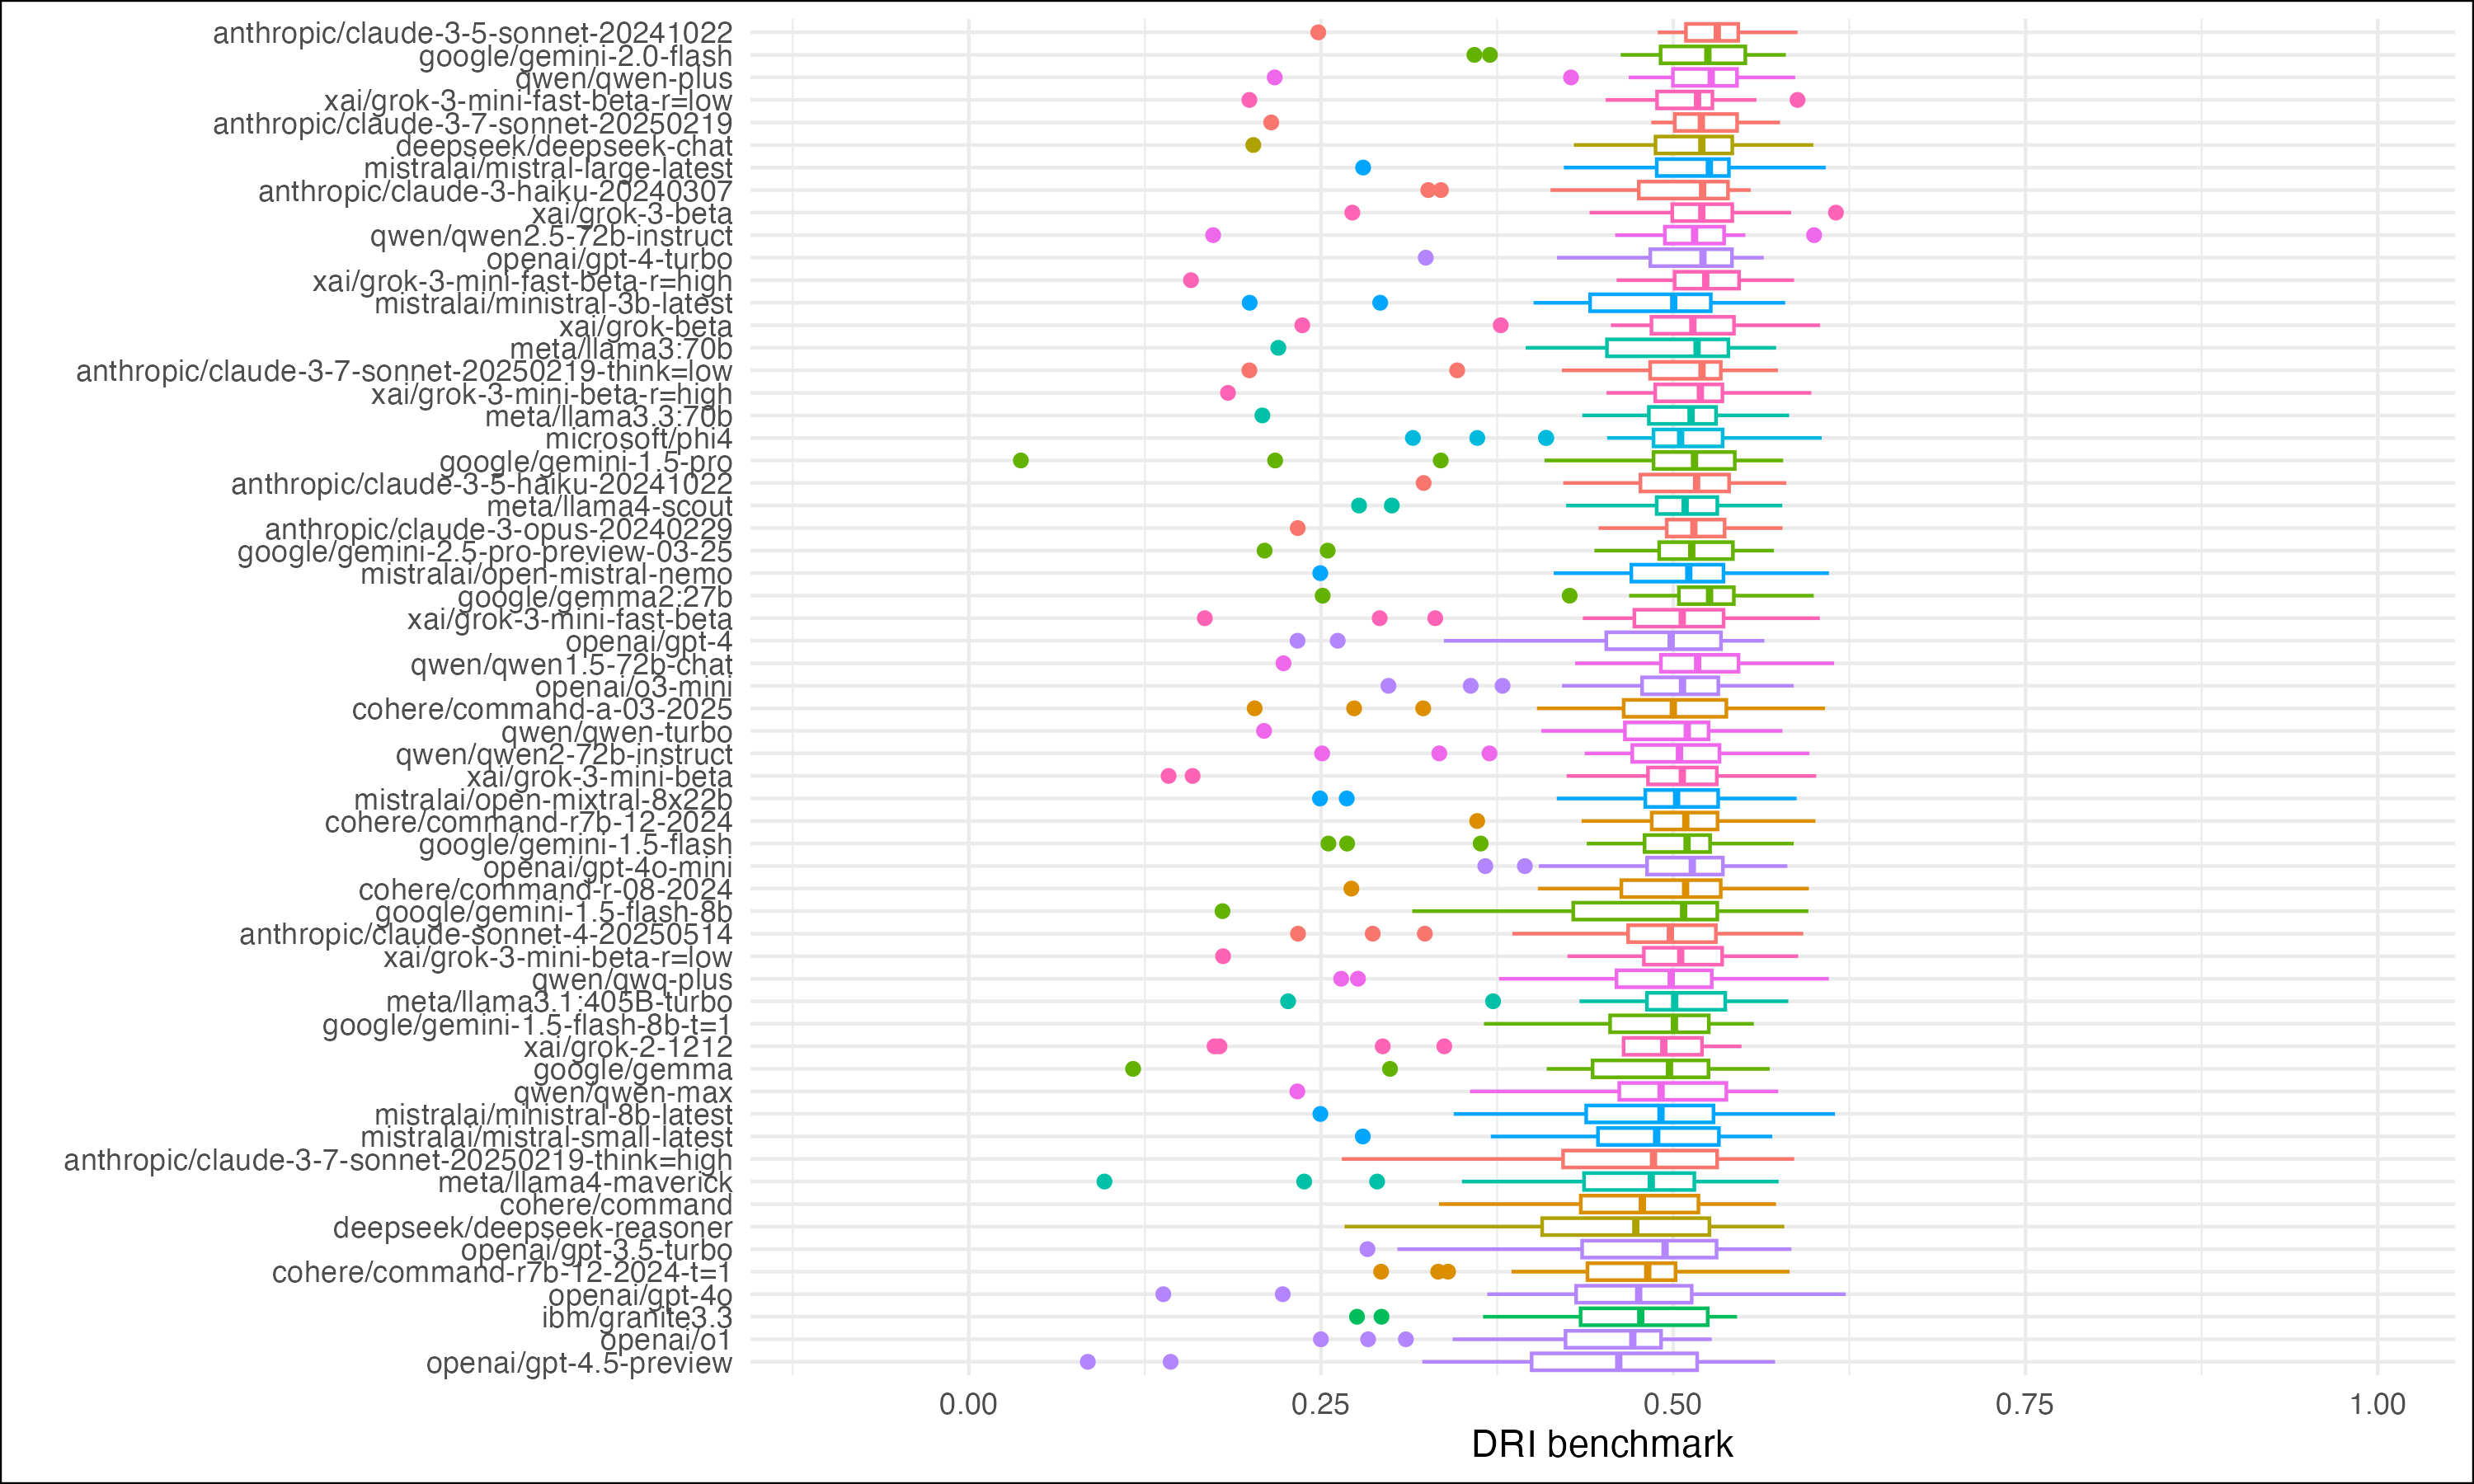 anthropic/claude-3-5-sonnet-20241022
google/gemini-2.0-flash
qwen/qwen-plus
xai/grok-3-mini-fast-beta-r=low
anthropic/claude-3-7-sonnet-20250219
deepseek/deepseek-chat
mistralai/mistral-large-latest
anthropic/claude-3-haiku-20240307
xai/grok-3-beta
qwen/qwen2.5-72b-instruct
openai/gpt-4-turbo
xai/grok-3-mini-fast-beta-r=high
mistralai/ministral-3b-latest
xai/grok-beta
meta/llama3:70b
anthropic/claude-3-7-sonnet-20250219-think=low
xai/grok-3-mini-beta-r=high
meta/llama3.3:70b
microsoft/phi4
google/gemini-1.5-pro
anthropic/claude-3-5-haiku-20241022
meta/llama4-scout
anthropic/claude-3-opus-20240229
google/gemini-2.5-pro-preview-03-25
mistralai/open-mistral-nemo
google/gemma2:27b
xai/grok-3-mini-fast-beta
openai/gpt-4
qwen/qwen1.5-72b-chat
openai/o3-mini
cohere/command-a-03-2025
qwen/qwen-turbo
qwen/qwen2-72b-instruct
xai/grok-3-mini-beta
mistralai/open-mixtral-8x22b
cohere/command-r7b-12-2024
google/gemini-1.5-flash
openai/gpt-4o-mini
cohere/command-r-08-2024
google/gemini-1.5-flash-8b
anthropic/claude-sonnet-4-20250514
xai/grok-3-mini-beta-r=low
qwen/qwq-plus
meta/llama3.1:405B-turbo
google/gemini-1.5-flash-8b-t=1
xai/grok-2-1212
google/gemma
qwen/qwen-max
mistralai/ministral-8b-latest
mistralai/mistral-small-latest
anthropic/claude-3-7-sonnet-20250219-think=high
meta/llama4-maverick
cohere/command
deepseek/deepseek-reasoner
openai/gpt-3.5-turbo
cohere/command-r7b-12-2024-t=1
openai/gpt-4o
ibm/granite3.3
openai/o1
openai/gpt-4.5-preview
0.00 0.25 0.50 0.75 1.00
DRI benchmark